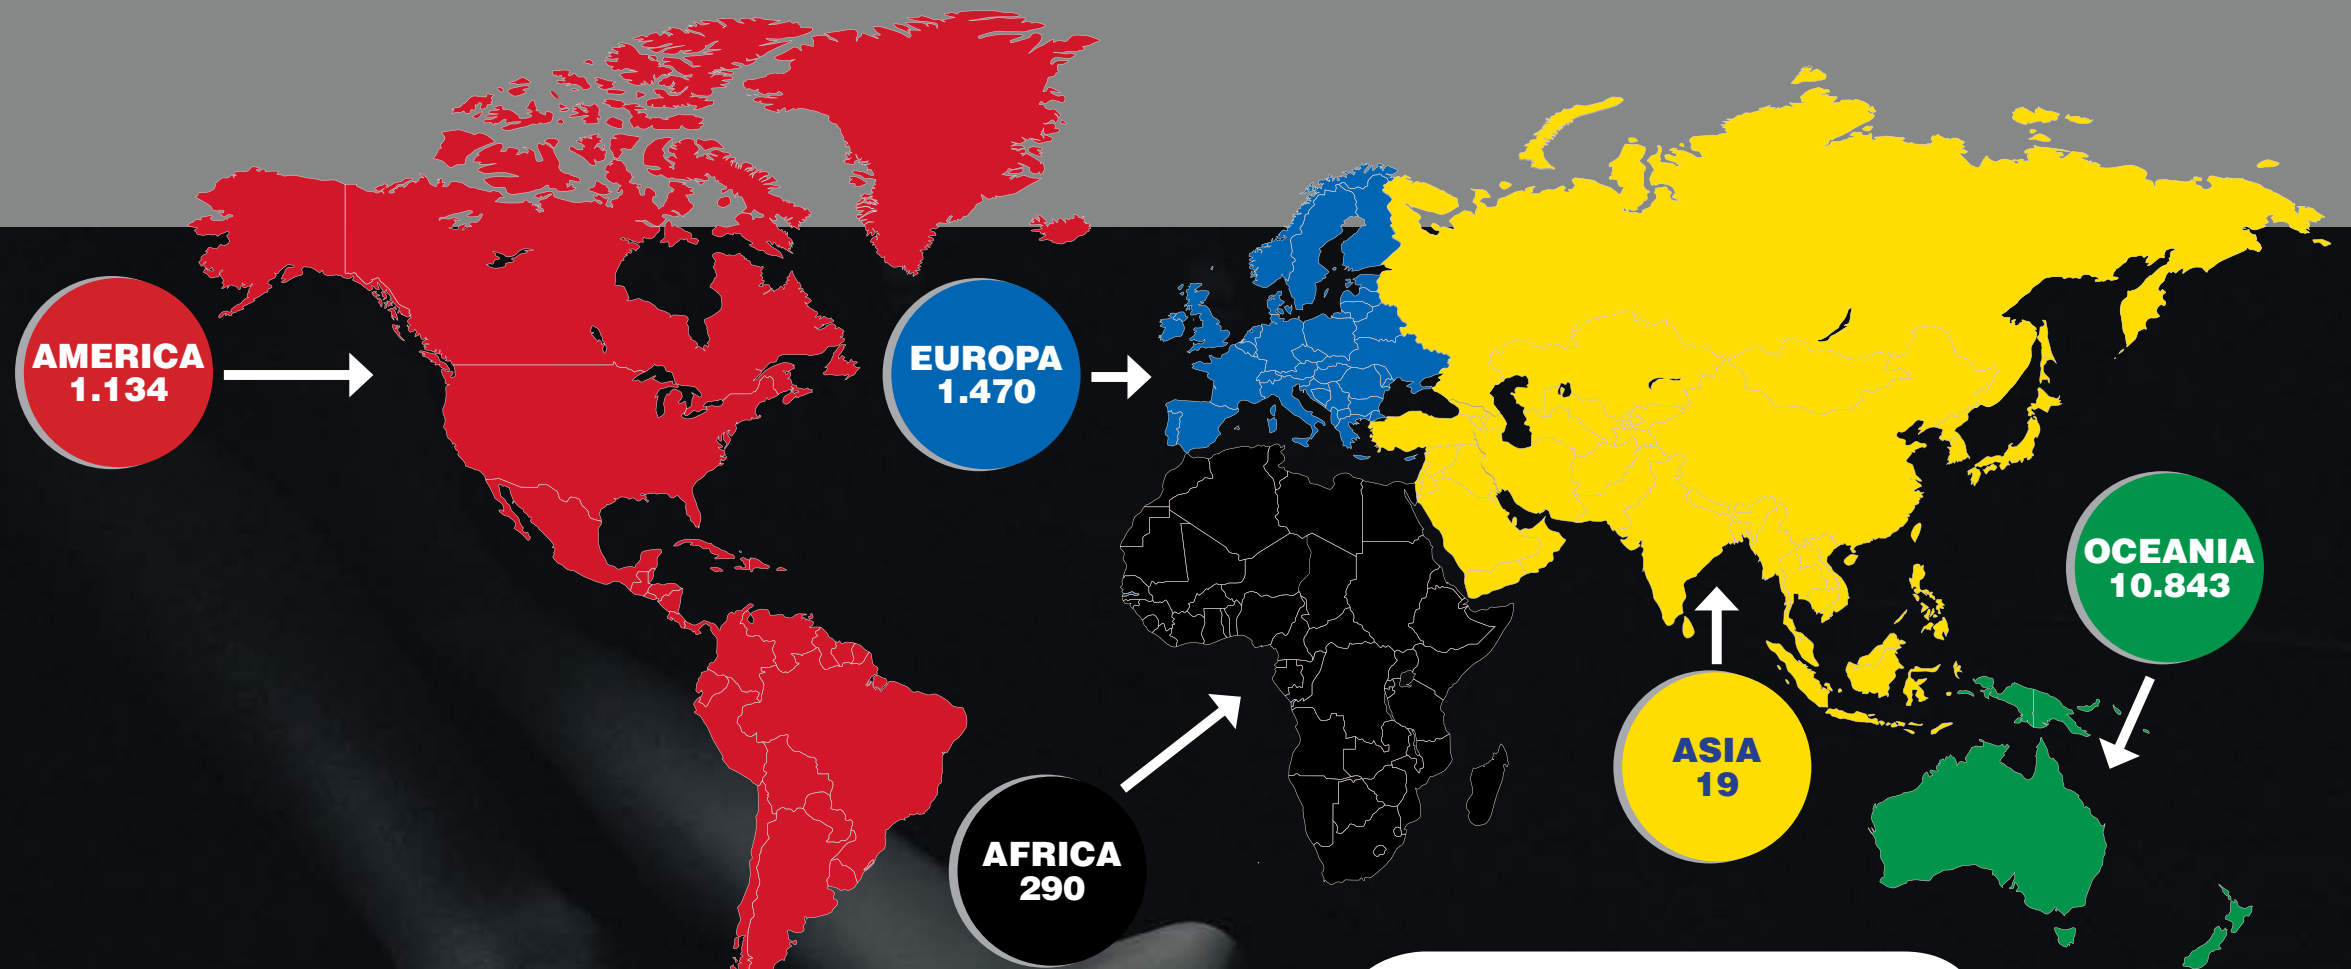 AMERICA
1.134
EUROPA
1.470
OCEANIA
10.843
ASIA
19
AFRICA
290